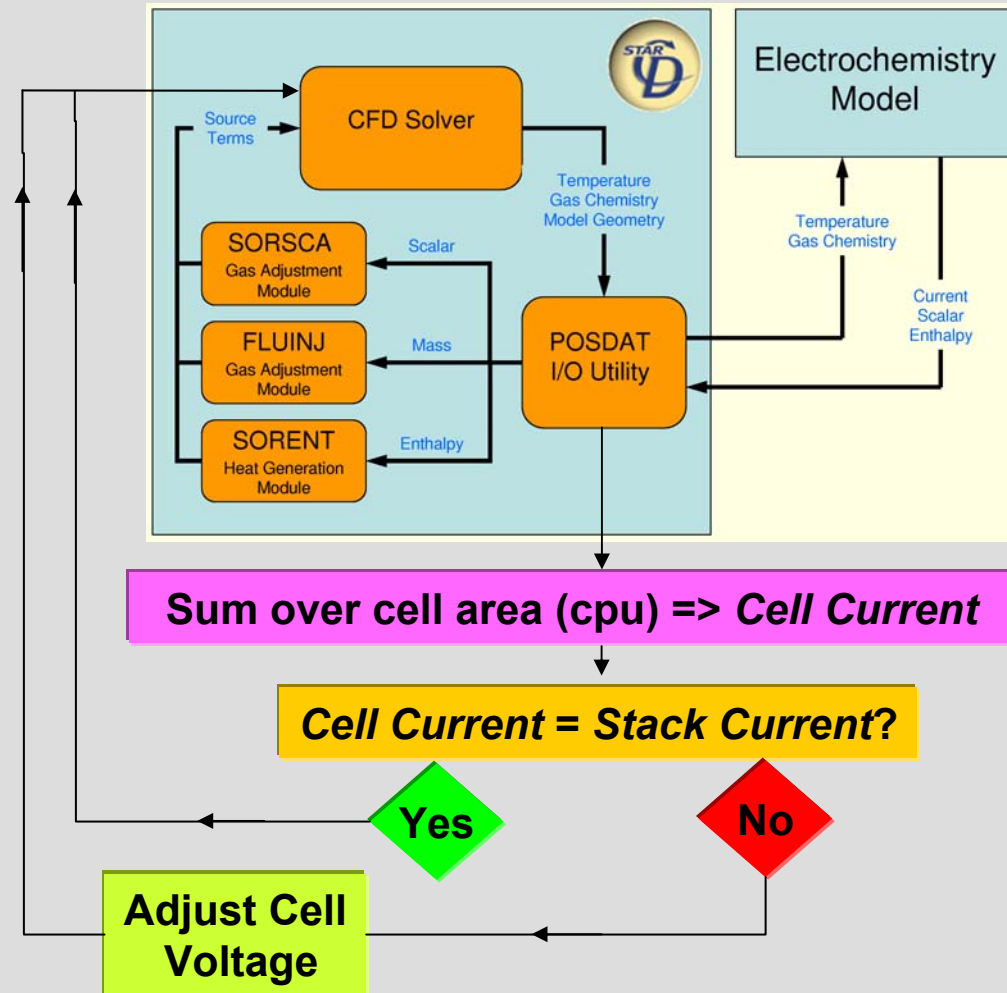 STAR
CD
Electrochemistry
Model
CFD Solver
Source
Terms
Temperature
Gas Chemistry
Model Geometry
Temperature
Gas Chemistry
SORSCA
Gas Adjustment
Module
Scalar
Current
Scalar
Enthalpy
FLUINJ
Gas Adjustment
Module
Mass
POSDAT
I/O Utility
SORENT
Heat Generation
Module
Enthalpy
Sum over cell area (cpu) => Cell Current
Cell Current = Stack Current?
Yes
No
Adjust Cell
Voltage